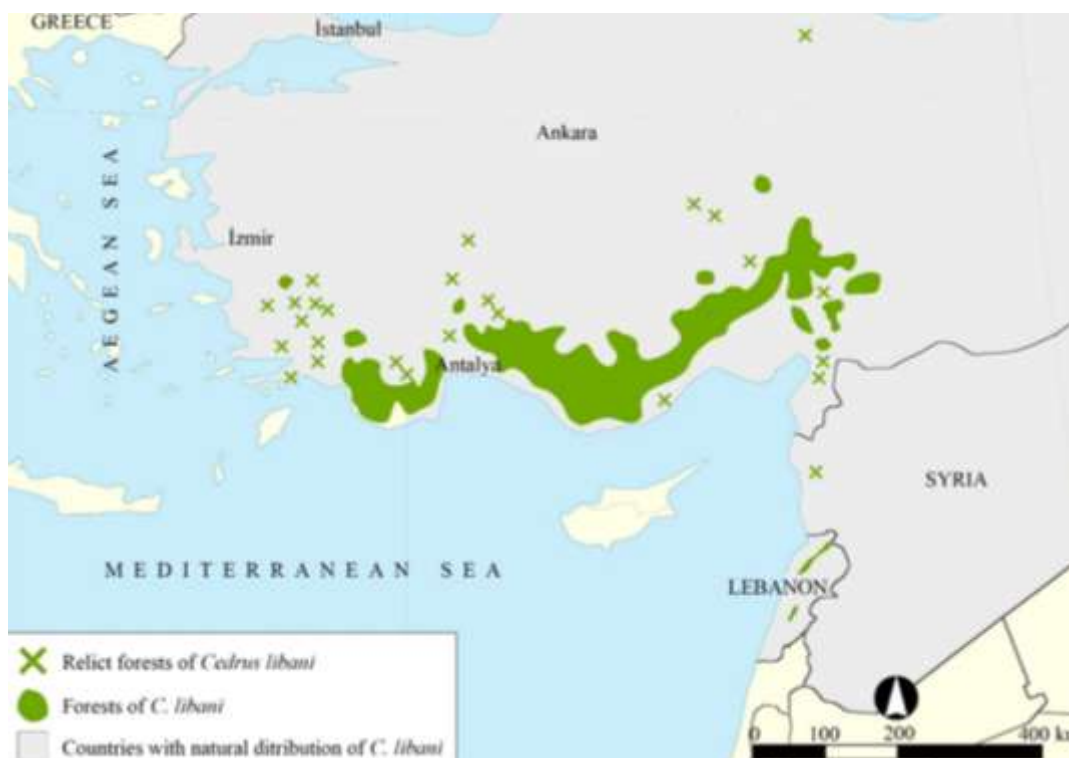 GREECE
İstanbul
Ankara
İzmir
AEGEAN SEA
Antalya
SYRIA
MEDITERRANEAN SEA
LEBANON
Relict forests of Cedrus libani
Forests of C. libani
Countries with natural ditribution of C. libani
0 100 200 400 km